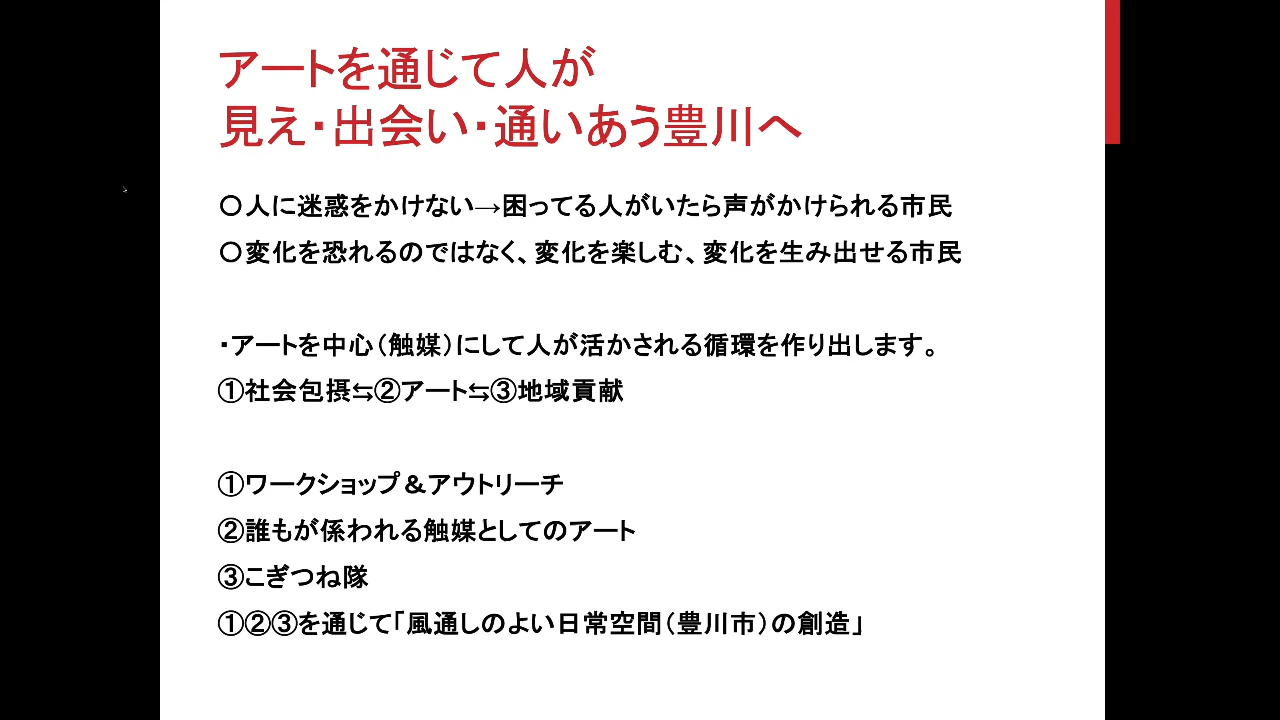 アートを通じて人が
見え・出会い・通いあう豊川へ
〇人に迷惑をかけない→困ってる人がいたら声がかけられる市民
〇変化を恐れるのではなく、変化を楽しむ、変化を生み出せる市民
・アートを中心（触媒）にして人が活かされる循環を作り出します。
①社会包摂⇆②アート⇆③地域貢献
①ワークショップ＆アウトリーチ
②誰もが係われる触媒としてのアート
③こぎつね隊
①②③を通じて「風通しのよい日常空間（豊川市）の創造」